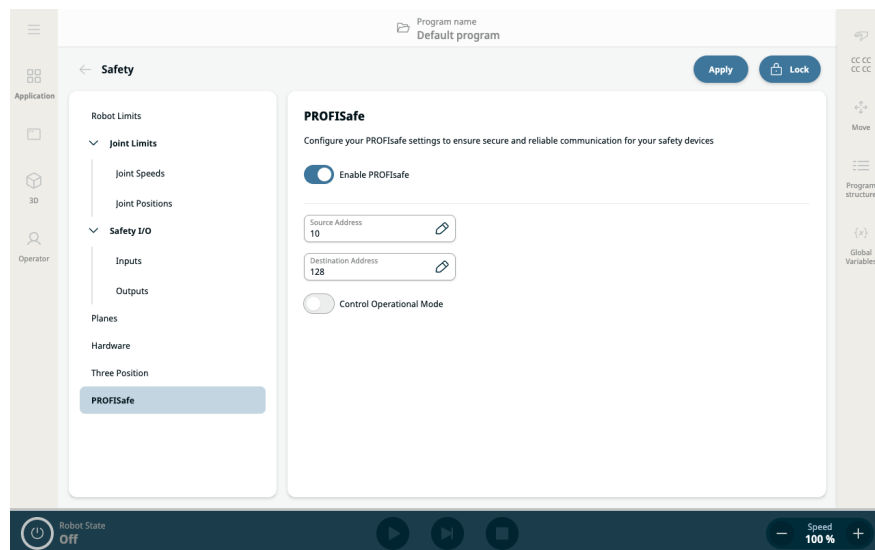 Program name
Default program
Safety
Apply
Lock
Application
3D
Operator
Robot Limits
Joint Limits
Joint Speeds
Joint Positions
Safety I/O
Inputs
Outputs
Planes
Hardware
Three Position
PROFISafe
PROFISafe
Configure your PROFIsafe settings to ensure secure and reliable communication for your safety devices
Enable PROFIsafe
Source Address
10
Destination Address
128
Control Operational Mode
CC CC
CC CC
Move
Program
structure
{x}
Global
Variables
Robot State
Off
Speed
100 %